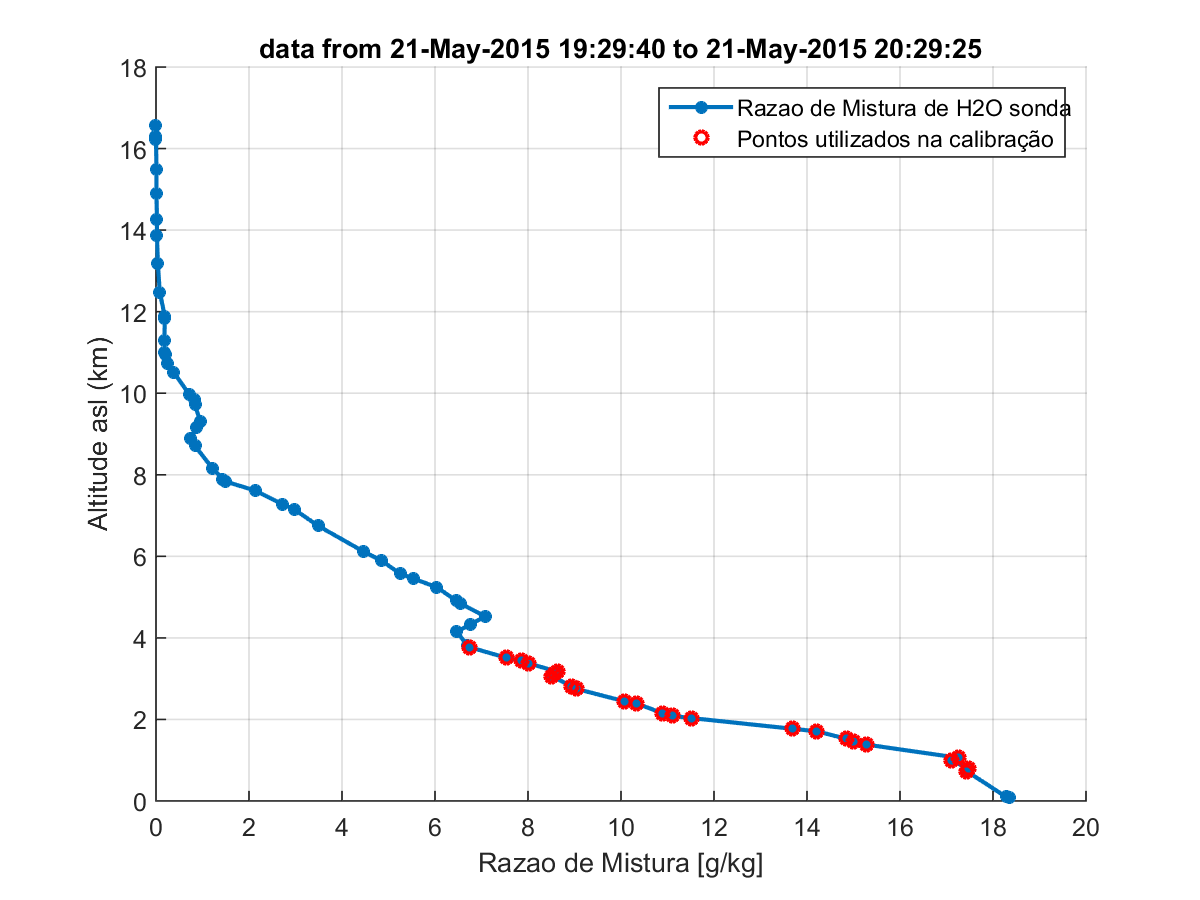 data from 21-May-2015 19:29:40 to 21-May-2015 20:29:25
18
16
14
12
10
8
6
4
2
0
Altitude asl (km)
Razao de Mistura de H2O sonda
Pontos utilizados na calibração
0 2 4 6 8 10 12 14 16 18 20
Razao de Mistura [g/kg]